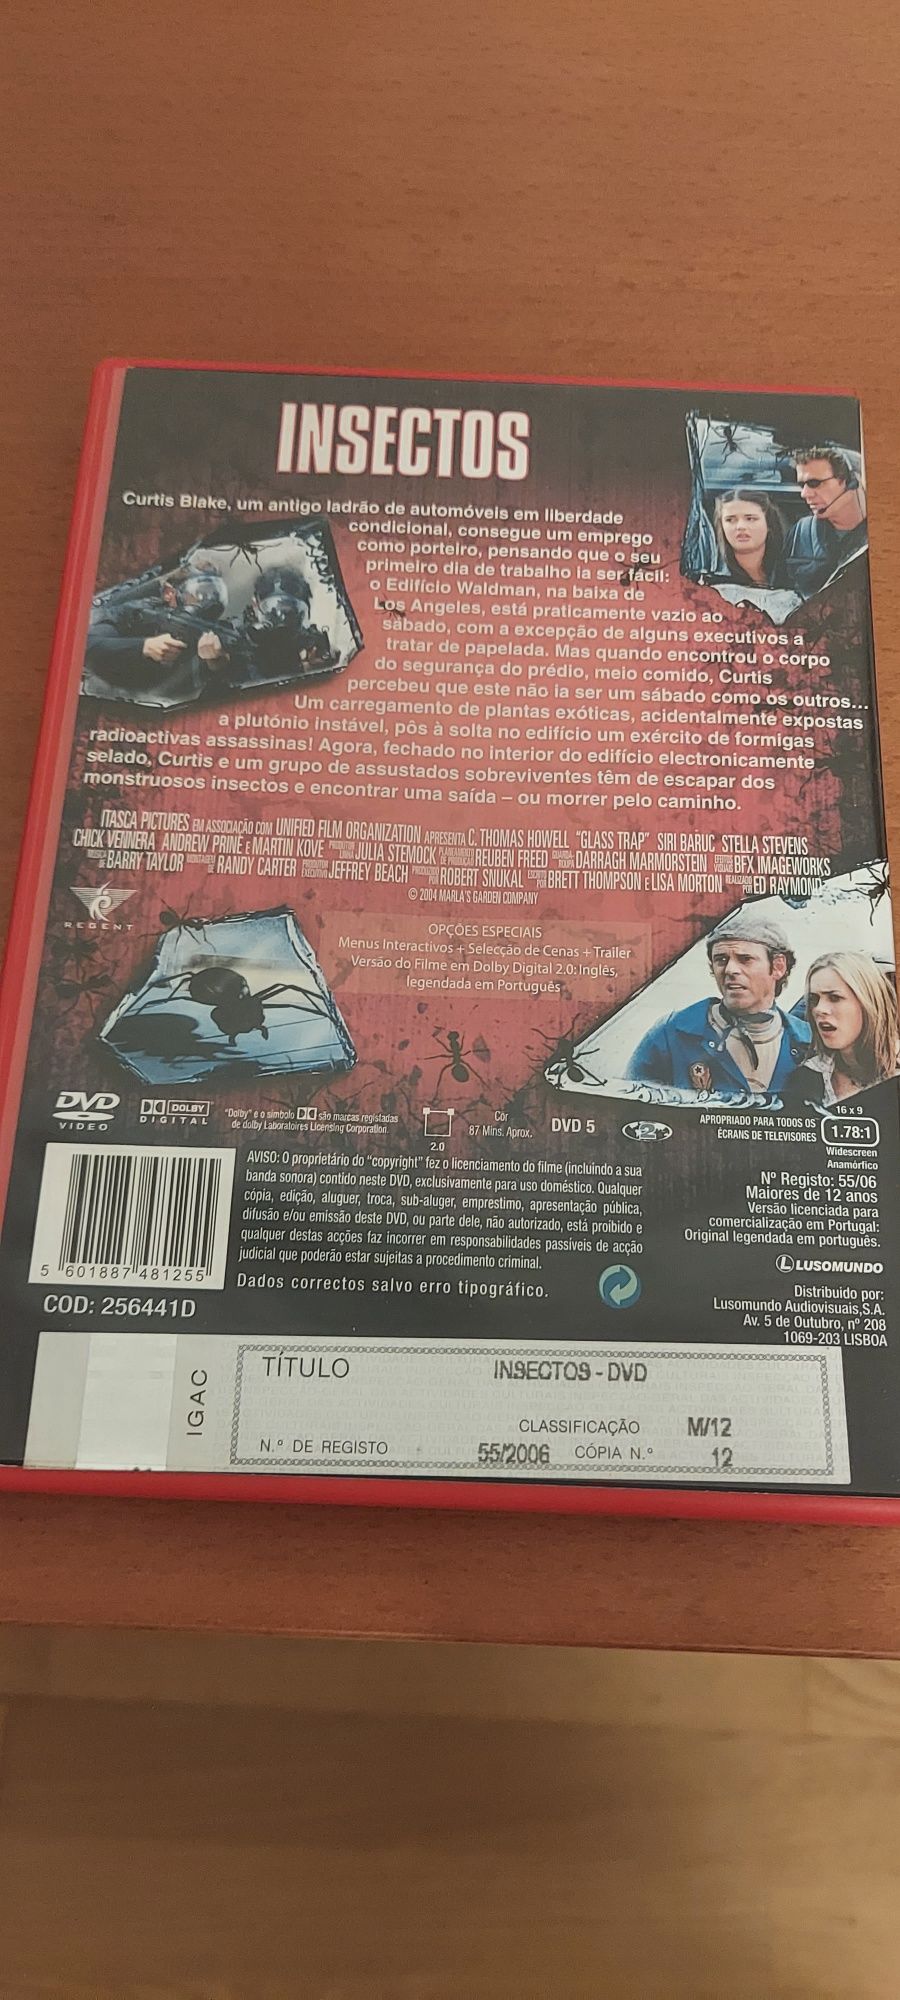 INSECTOS
Curtis Blake, um antigo ladrão de automóveis em liberdade
condicional, consegue um emprego
como porteiro, pensando que o seu
primeiro dia de trabalho ia ser fácil:
o Edifício Waldman, na baixa de
Los Angeles, está praticamente vazio ao
sábado, com a excepção de alguns executivos a
tratar de papelada. Mas quando encontrou o corpo
do segurança do prédio, meio comido, Curtis
percebeu que este não ia ser um sábado como os outros...
Um carregamento de plantas exóticas, acidentalmente expostas
a plutónio instável, pôs à solta no edifício um exército de formigas
radioactivas assassinas! Agora, fechado no interior do edifício electronicamente
selado, Curtis e um grupo de assustados sobreviventes têm de escapar dos
monstruosos insectos e encontrar uma saída – ou morrer pelo caminho.
ITASCA PICTURES EM ASSOCIAÇÃO COM UNIFIED FILM ORGANIZATION APRESENTA C. THOMAS HOWELL "GLASS TRAP" SIRI BARUC STELLA STEVENS
CHICK VENNERA ANDREW PRINE E MARTIN KOVE JULIA STEMOCK REUBEN FREED DARRAGH MARMORSTEIN BFX IMAGEWORKS
BARRY TAYLOR RANDY CARTER JEFFREY BEACH ROBERT SNUKAL BRETT THOMPSON E LISA MORTON ED RAYMOND
© 2004 MARLA'S GARDEN COMPANY
REGENT
OPÇÕES ESPECIAIS
Menus Interactivos + Selecção de Cenas + Trailer
Versão do Filme em Dolby Digital 2.0: Inglês,
legendada em Português
DVD
VIDEO
DOLBY
DIGITAL
"Dolby" e o símbolo são marcas registadas
de dolby Laboratoires Licensing Corporation.
2.0
Cor
87 Mins. Aprox.
DVD 5
2
APROPRIADO PARA TODOS OS
ÉCRANS DE TELEVISORES
16 x 9
1.78:1
Widescreen
Anamórfico
AVISO: O proprietário do "copyright" fez o licenciamento do filme (incluindo a sua
banda sonora) contido neste DVD, exclusivamente para uso doméstico. Qualquer
cópia, edição, aluguer, troca, sub-aluguer, emprestimo, apresentação pública,
difusão e/ou emissão deste DVD, ou parte dele, não autorizado, está proibido e
qualquer destas acções faz incorrer em responsabilidades passíveis de acção
judicial que poderão estar sujeitas a procedimento criminal.
Dados correctos salvo erro tipográfico.
Nº Registo: 55/06
Maiores de 12 anos
Versão licenciada para
comercialização em Portugal:
Original legendada em português.
LUSOMUNDO
Distribuido por:
Lusomundo Audiovisuais,S.A.
Av. 5 de Outubro, nº 208
1069-203 LISBOA
5 601887 481255
COD: 256441D
IGAC
TÍTULO INSECTOS - DVD
CLASSIFICAÇÃO M/12
N.º DE REGISTO 55/2006 CÓPIA N.º 12